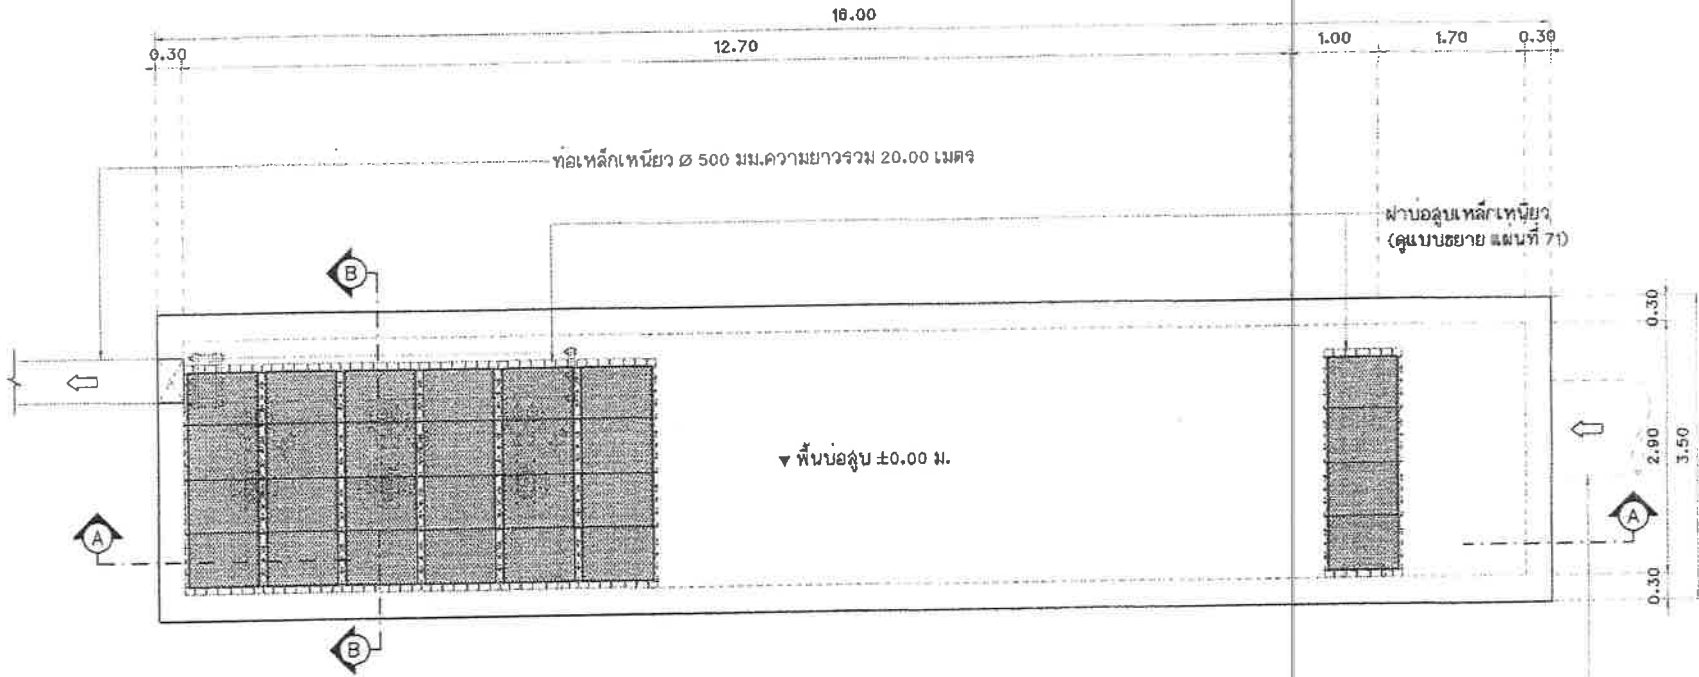 16.00
0.30
12.70
1.00
1.70
0.30
ท่อเหล็กเหนียว Ø 500 มม.ความยาวรวม 20.00 เมตร
ฝาบ่อสูบเหล็กเหนียว
(ดูแบบขยาย แผ่นที่ 71)
B
0.30
▼ พื้นบ่อสูบ ±0.00 ม.
2.90
3.50
A
A
0.30
B